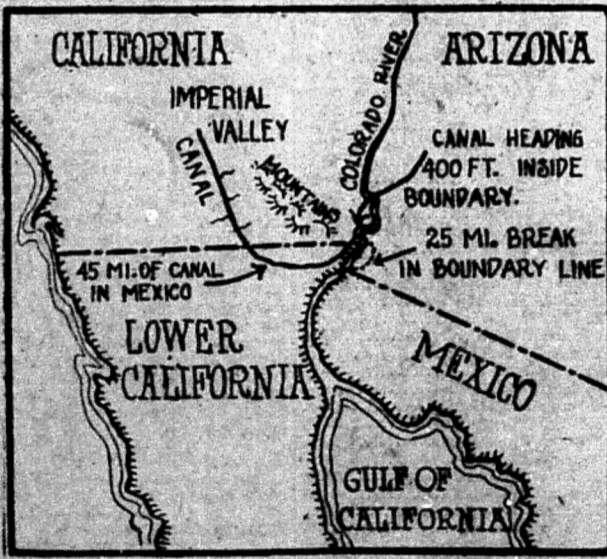 CALIFORNIA
ARIZONA
IMPERIAL
VALLEY
CANAL
MOUNTAINS
COLORADO RIVER
CANAL HEADING
400 FT. INSIDE
BOUNDARY.
25 MI. BREAK
IN BOUNDARY LINE
45 MI. OF CANAL
IN MEXICO
LOWER
CALIFORNIA
MEXICO
GULF OF
CALIFORNIA